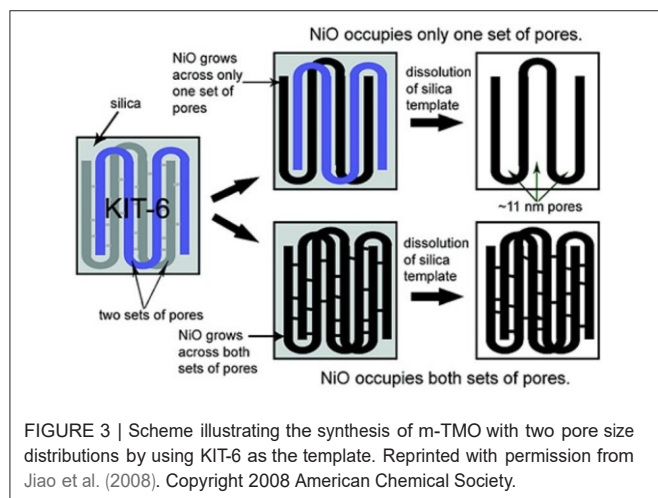 NiO occupies only one set of pores.
NiO grows
across only
one set of
pores
dissolution
of silica
template
silica
KIT-6
~11 nm pores
two sets of pores
dissolution
of silica
template
NiO grows
across both
sets of pores
NiO occupies both sets of pores.
FIGURE 3 | Scheme illustrating the synthesis of m-TMO with two pore size
distributions by using KIT-6 as the template. Reprinted with permission from
Jiao et al. (2008). Copyright 2008 American Chemical Society.